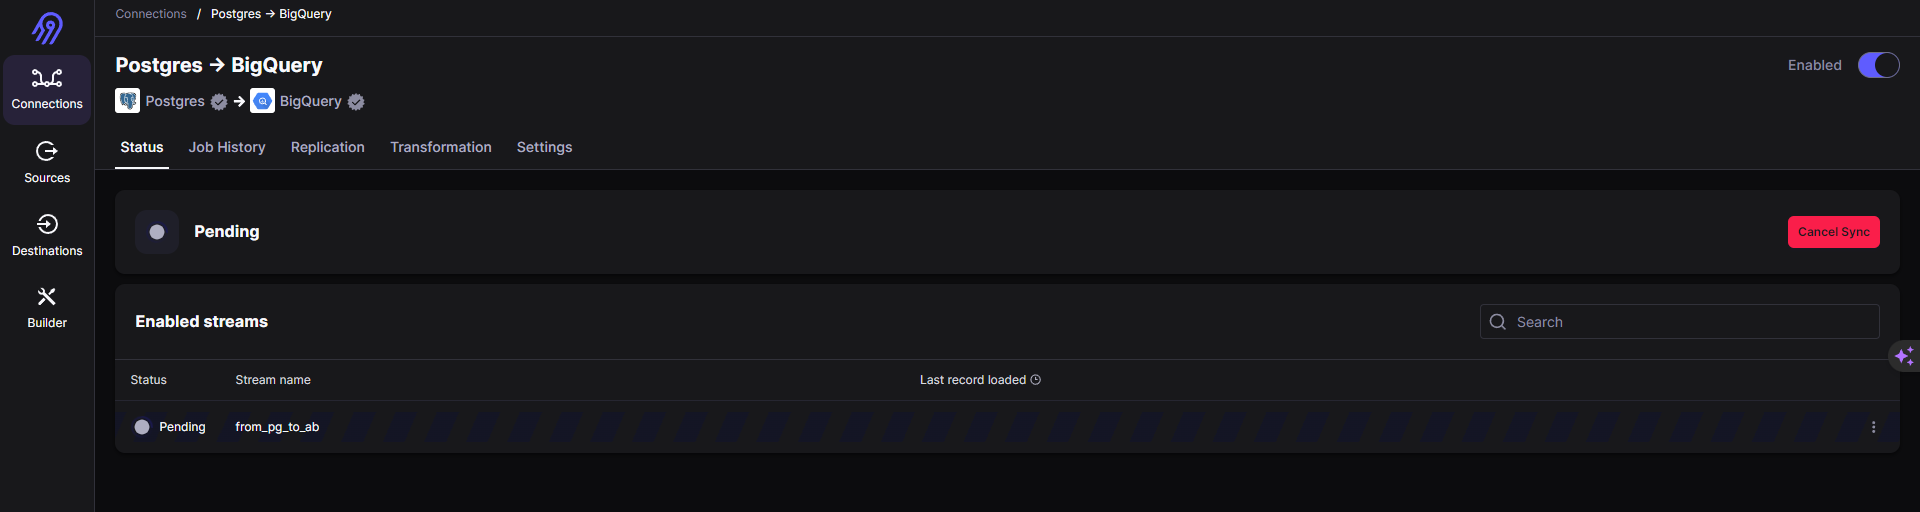 Connections / Postgres → BigQuery
Postgres → BigQuery
Enabled
Postgres → BigQuery
Connections
Sources
Destinations
Builder
Status Job History Replication Transformation Settings
Pending
Cancel Sync
Enabled streams
Search
Status Stream name Last record loaded
Pending from_pg_to_ab